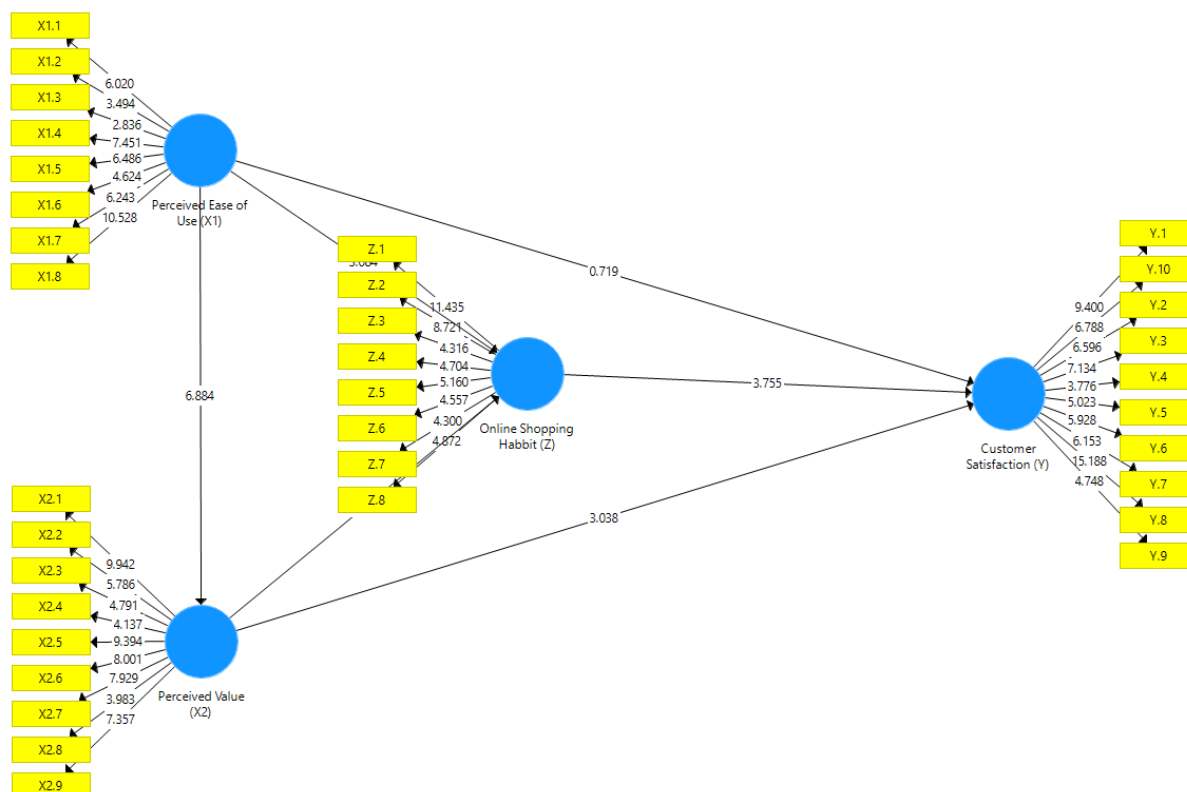 X1.1
X1.2
X1.3
X1.4
X1.5
X1.6
X1.7
X1.8
6.020
3.494
2.836
7.451
6.486
4.624
6.243
10.528
Perceived Ease of
Use (X1)
0.719
6.884
Z.1
Z.2
Z.3
Z.4
Z.5
Z.6
Z.7
Z.8
11.435
8.721
4.316
4.704
5.160
4.557
4.300
4.872
Online Shopping
Habbit (Z)
3.755
3.038
X2.1
X2.2
X2.3
X2.4
X2.5
X2.6
X2.7
X2.8
X2.9
9.942
5.786
4.791
4.137
9.394
8.001
7.929
3.983
7.357
Perceived Value
(X2)
Customer
Satisfaction (Y)
9.400
6.788
6.596
7.134
3.776
5.023
5.928
6.153
15.188
4.748
Y.1
Y.10
Y.2
Y.3
Y.4
Y.5
Y.6
Y.7
Y.8
Y.9